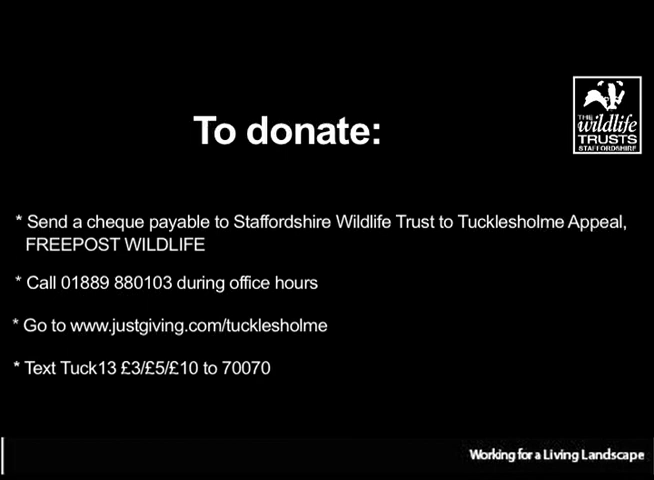 To donate:
THE
wildlife
TRUSTS
STAFFORDSHIRE
* Send a cheque payable to Staffordshire Wildlife Trust to Tucklesholme Appeal,
FREEPOST WILDLIFE
* Call 01889 880103 during office hours
* Go to www.justgiving.com/tucklesholme
* Text Tuck13 £3/£5/£10 to 70070
Working for a Living Landscape